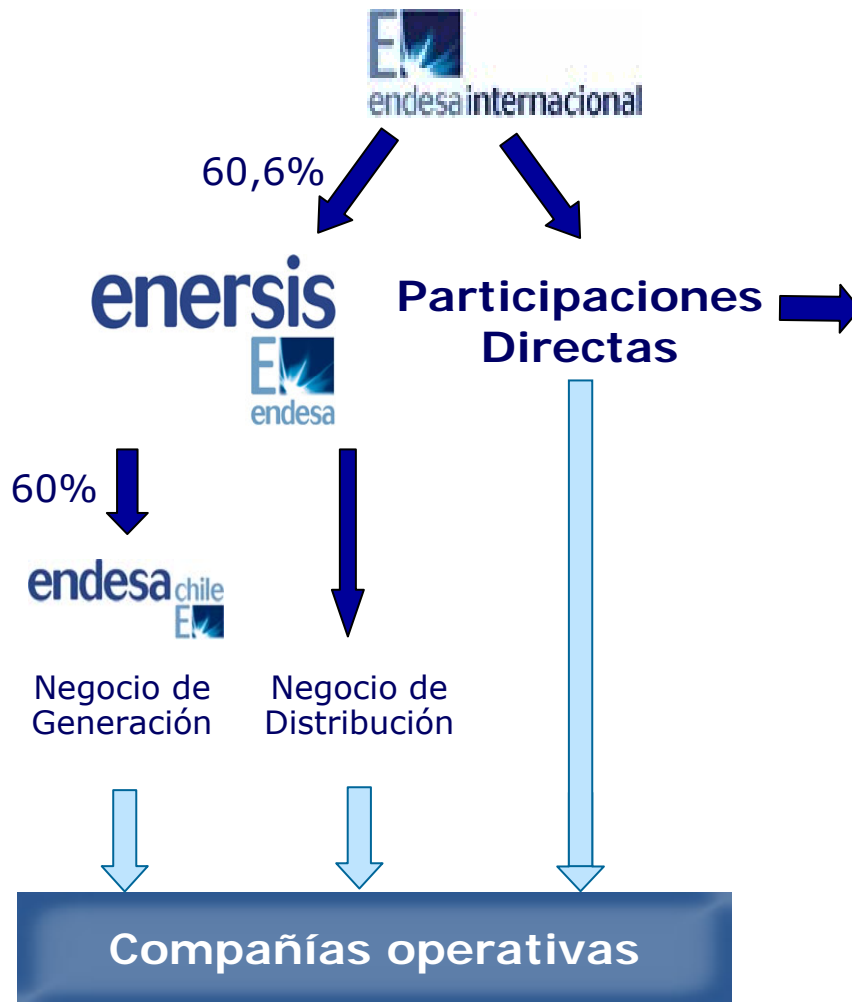 E
endesa internacional
60,6%
enersis
E
endesa
Participaciones
Directas
60%
endesa chile
E
Negocio de
Generación
Negocio de
Distribución
Compañías operativas